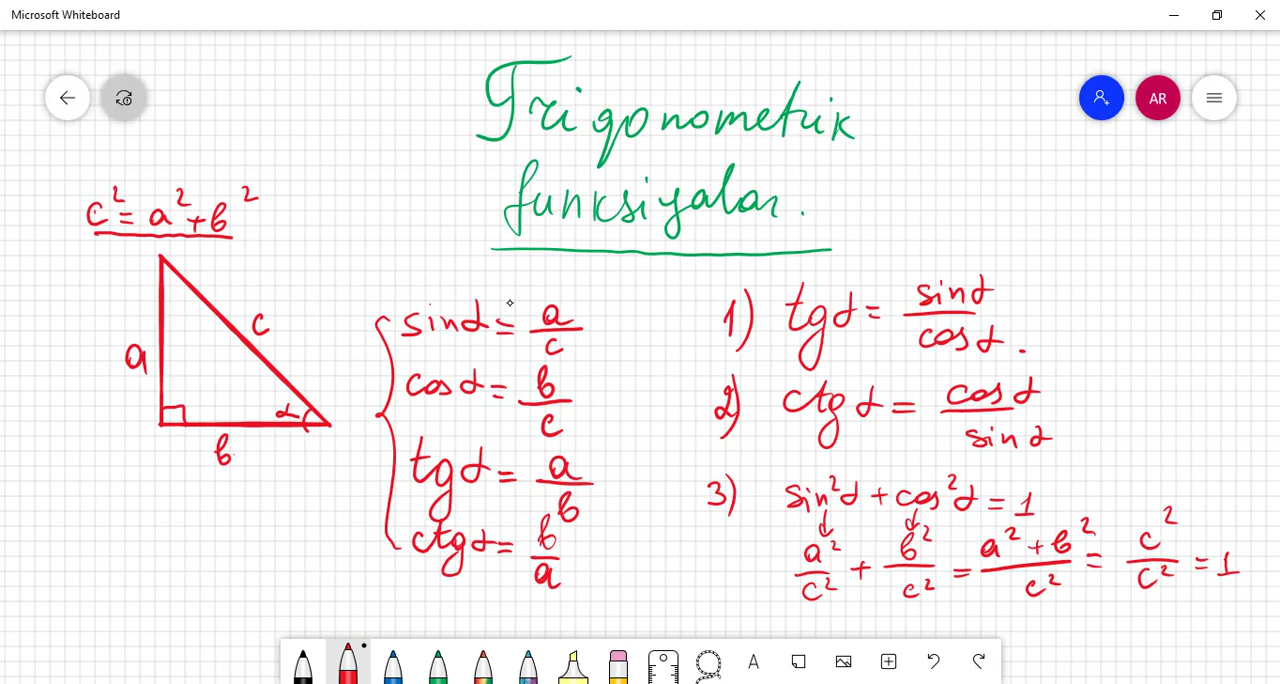 Microsoft Whiteboard
AR
Trigonometrik
funksiyalar.
c² = a² + b²
a
c
b
α
sinα = a/c
cosα = b/c
tgα = a/b
ctgα = b/a
1) tgα = sinα/cosα.
2) ctgα = cosα/sinα
3) sin²α + cos²α = 1
a²/c² + b²/c² = a² + b²/c² = c²/c² = 1
A